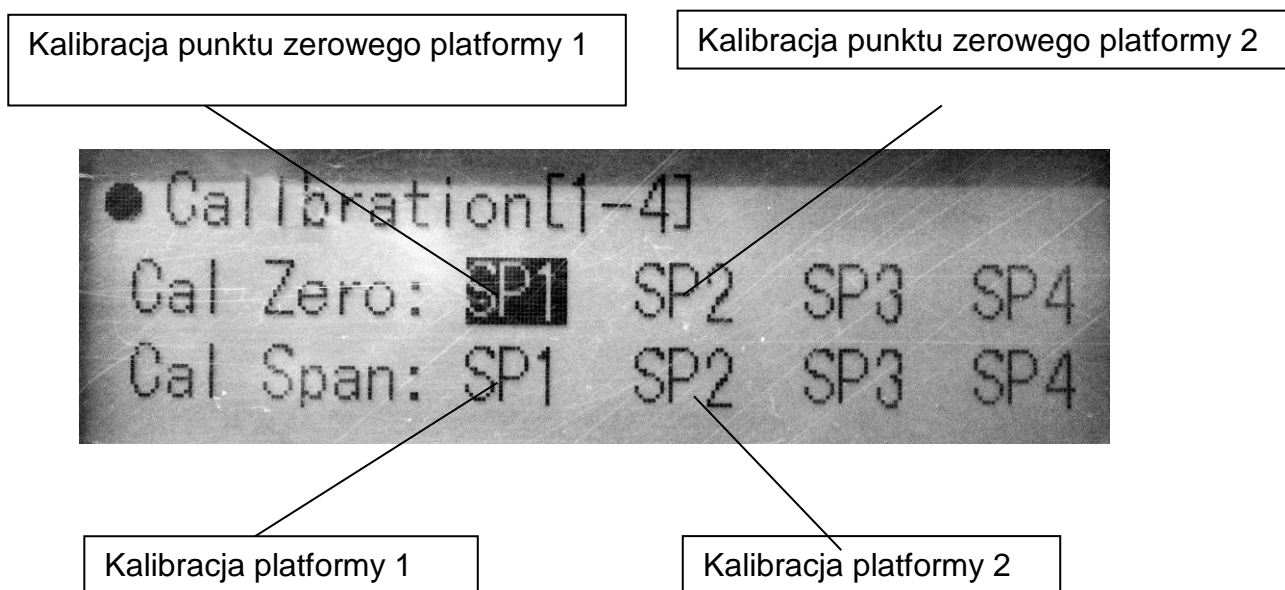 Kalibracja punktu zerowego platformy 1
Kalibracja punktu zerowego platformy 2
Calibration[1-4]
Cal Zero: SP1 SP2 SP3 SP4
Cal Span: SP1 SP2 SP3 SP4
Kalibracja platformy 1
Kalibracja platformy 2